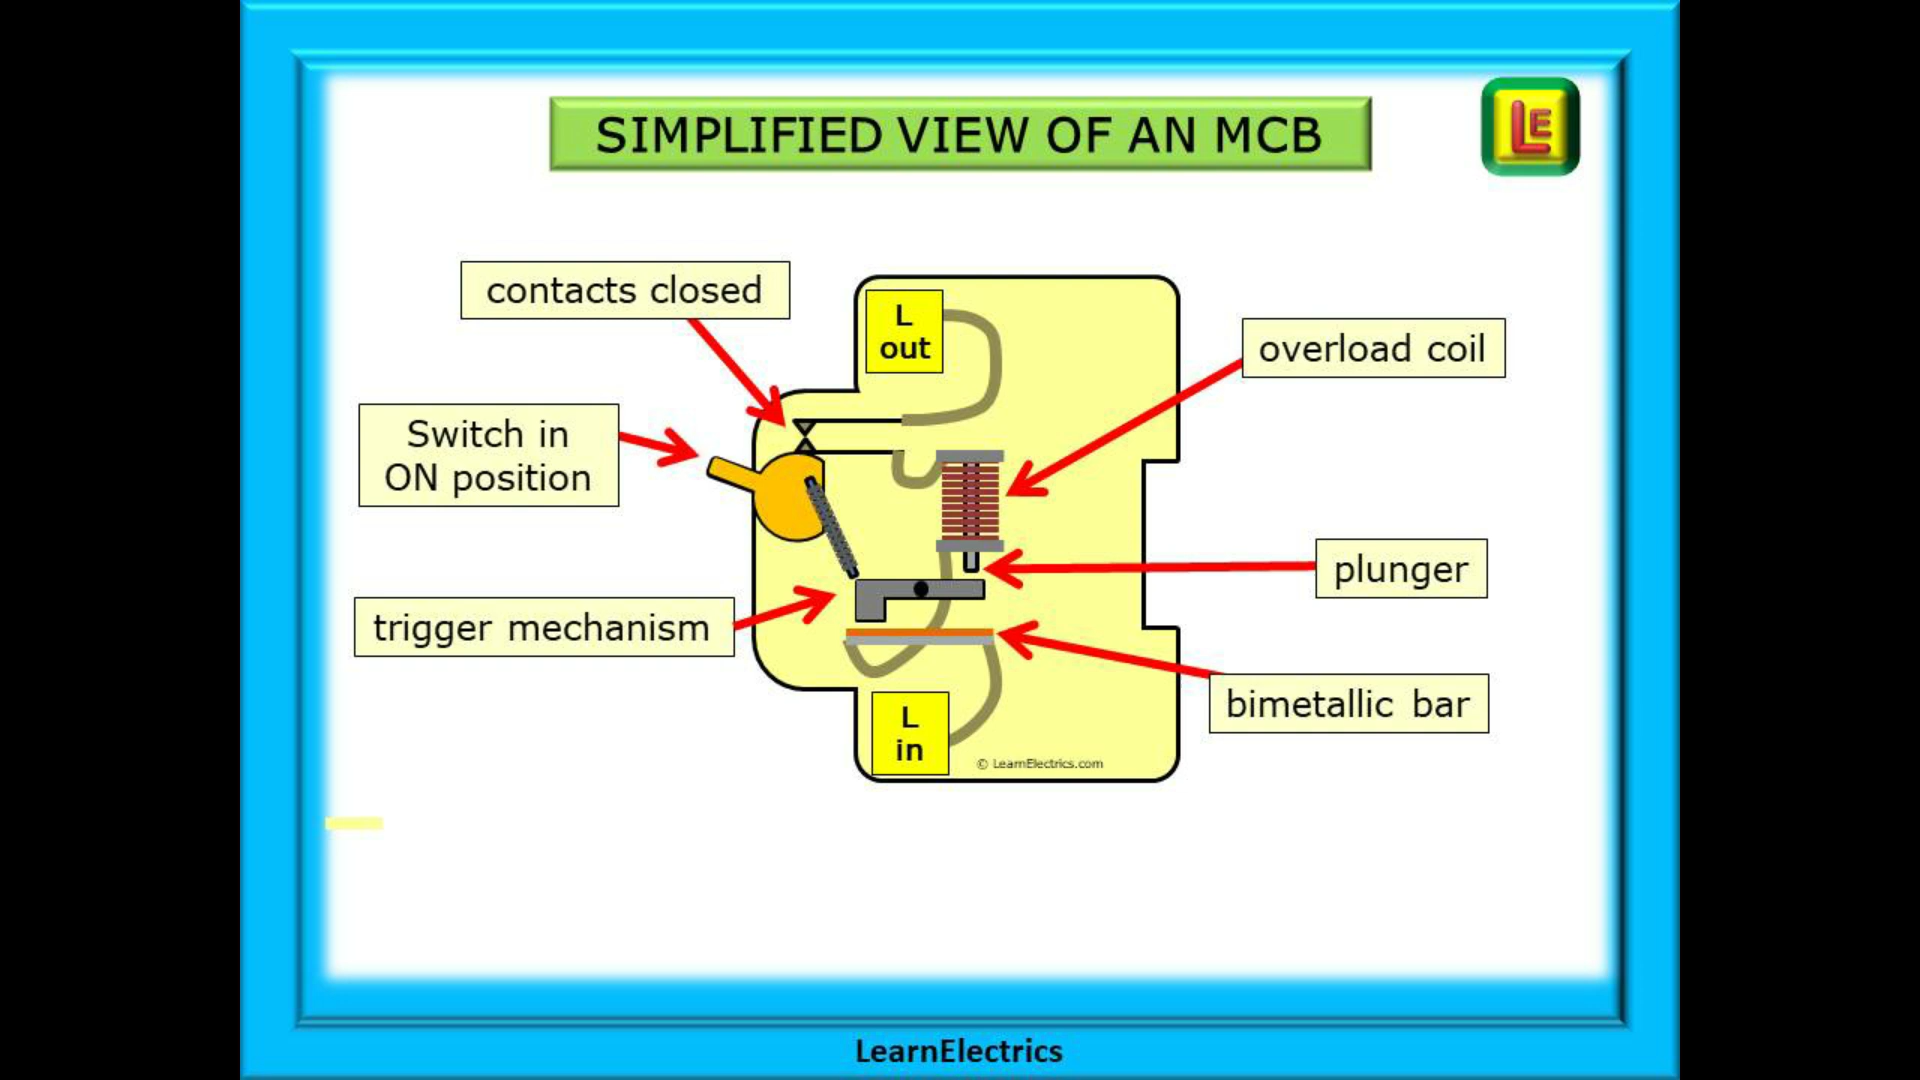 SIMPLIFIED VIEW OF AN MCB
LE
contacts closed
L
out
overload coil
Switch in
ON position
plunger
trigger mechanism
bimetallic bar
L
in
© LearnElectrics.com
LearnElectrics